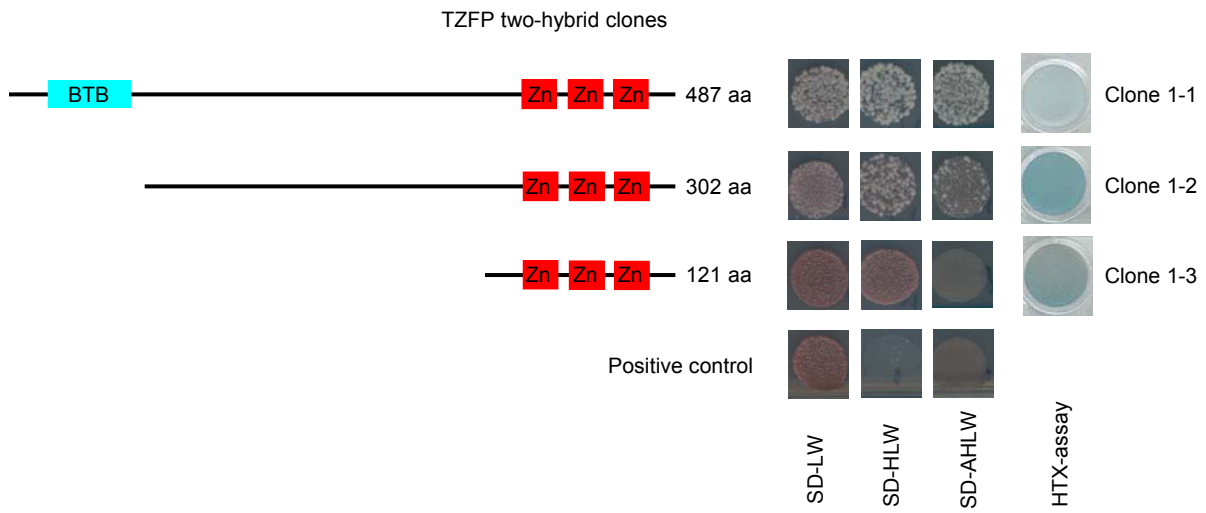 TZFP two-hybrid clones
BTB Zn Zn Zn 487 aa Clone 1-1
Zn Zn Zn 302 aa Clone 1-2
Zn Zn Zn 121 aa Clone 1-3
Positive control
SD-LW
SD-HLW
SD-AHLW
HTX-assay